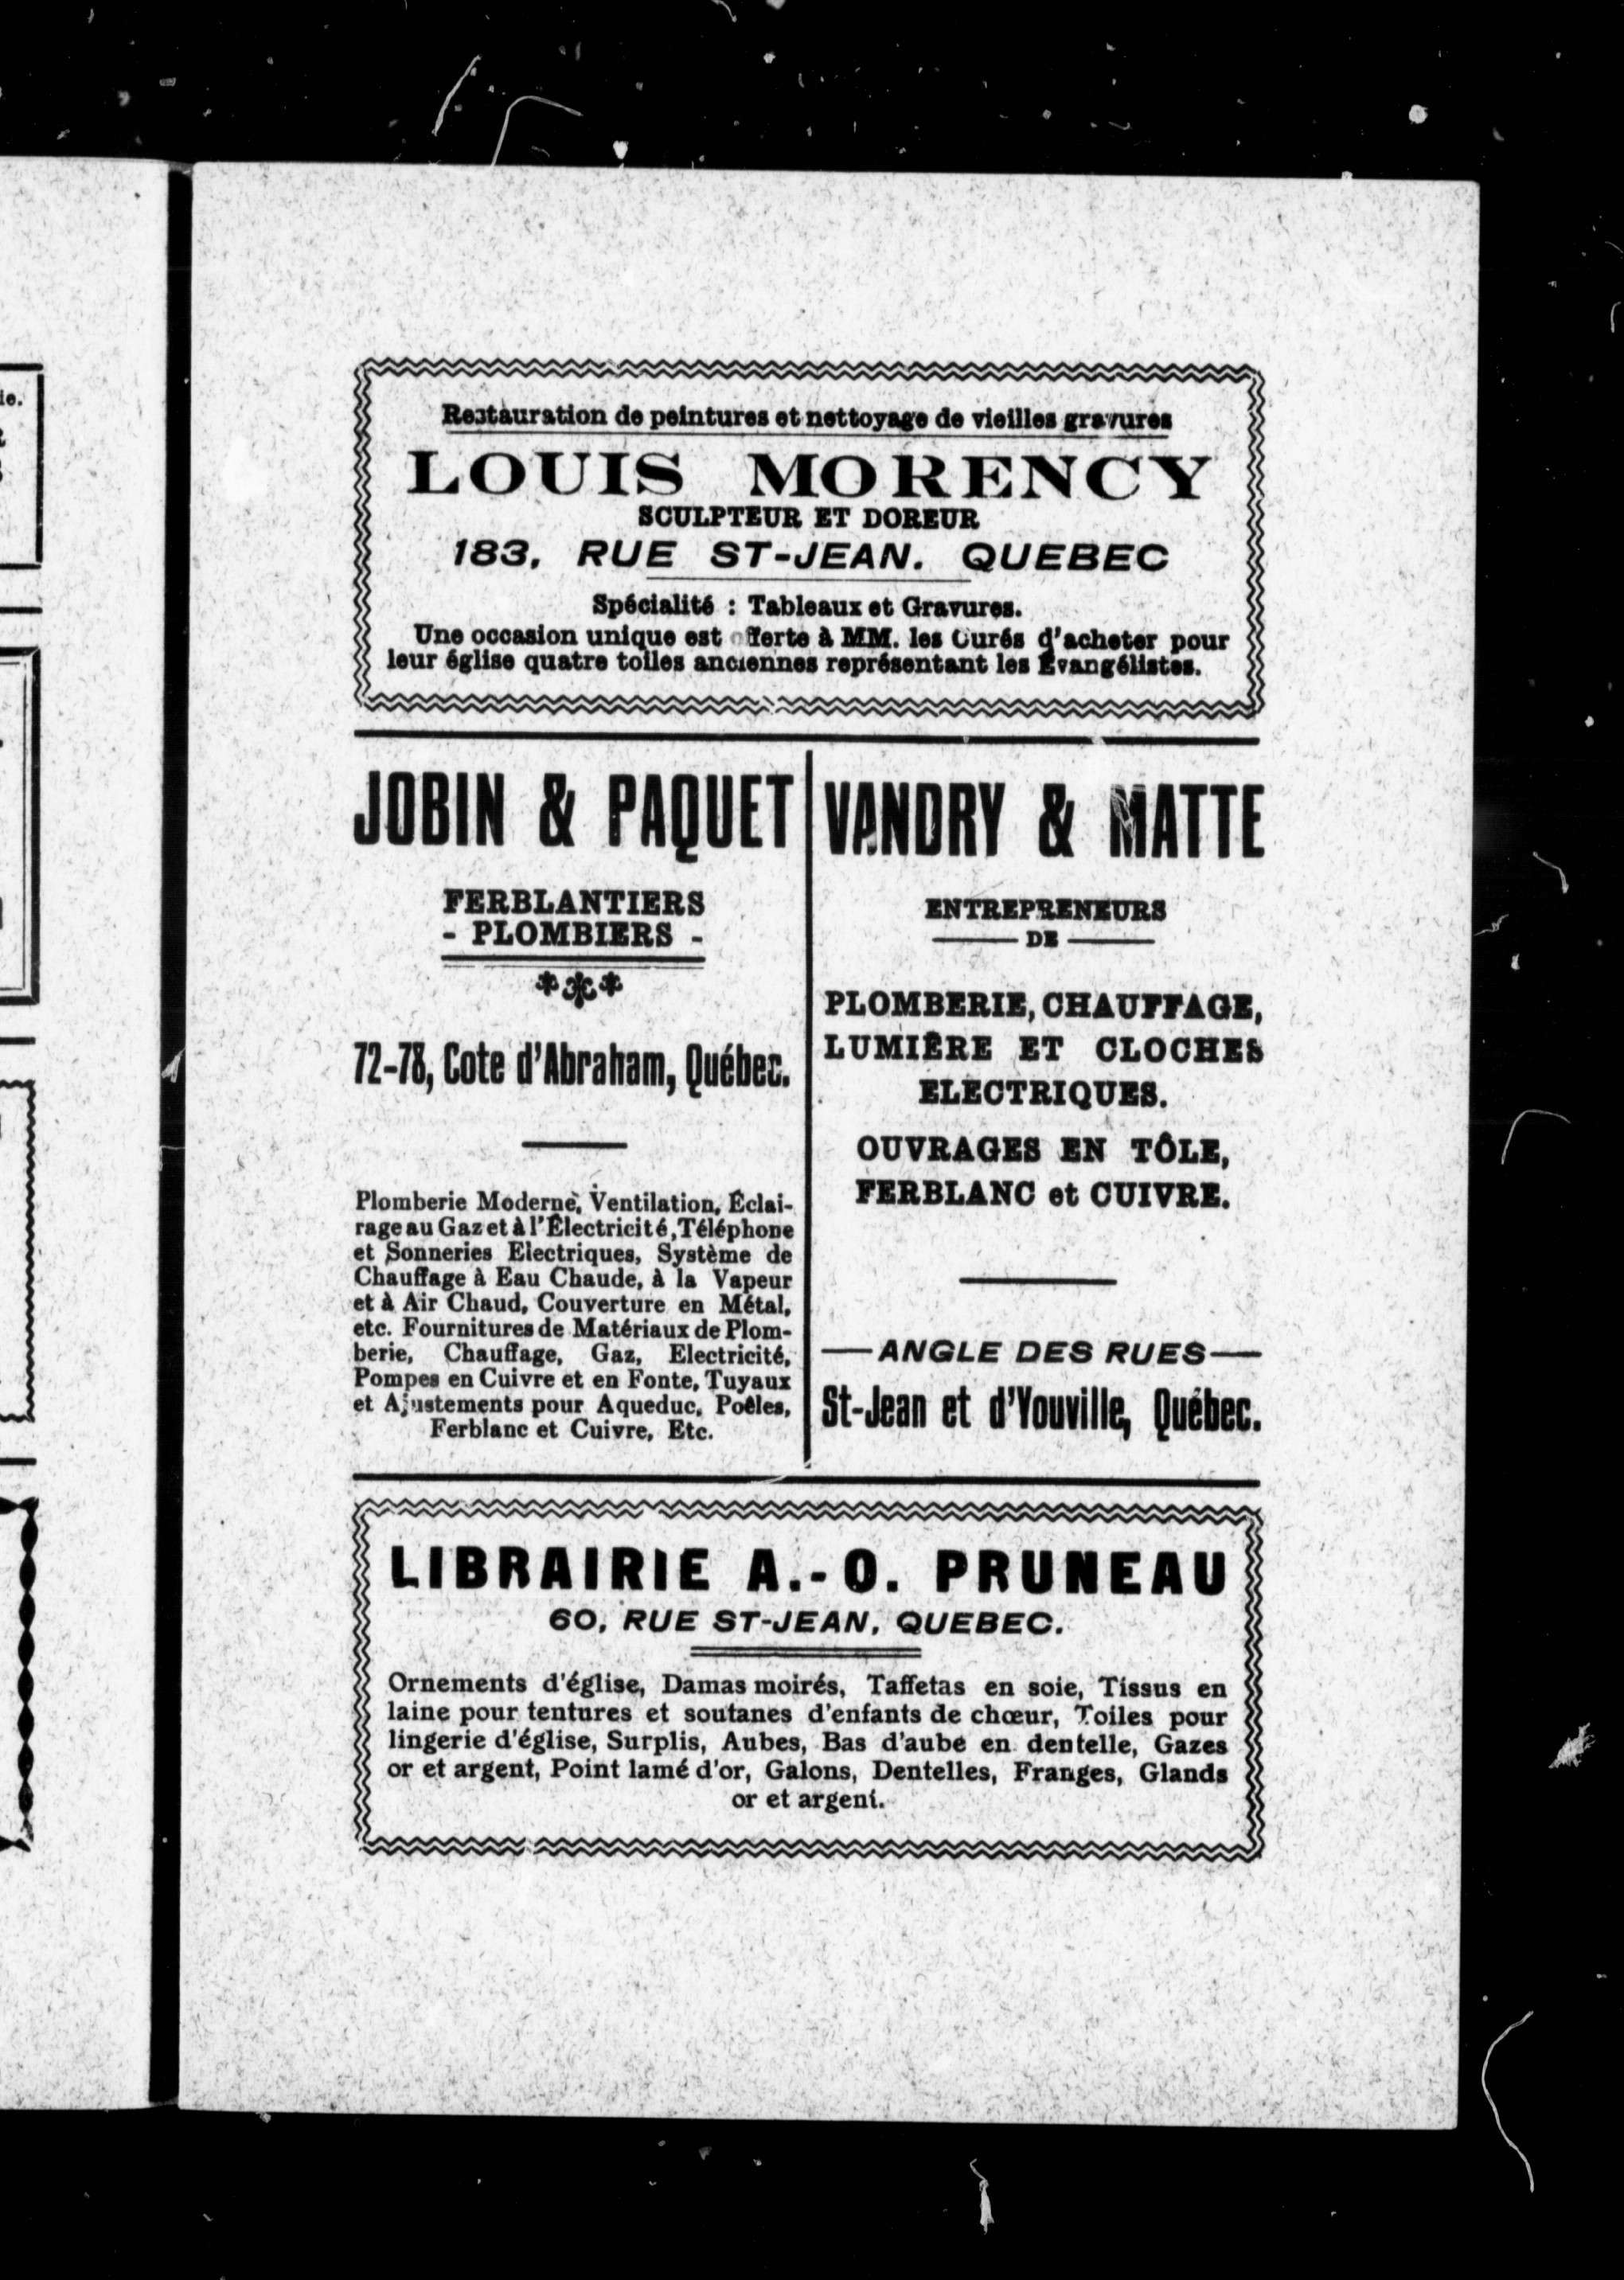 Restauration de peintures et nettoyage de vieilles gravures
LOUIS MORENCY
SCULPTEUR ET DOREUR
183, RUE ST-JEAN. QUEBEC
Spécialité : Tableaux et Gravures.
Une occasion unique est offerte à MM. les Curés d'acheter pour
leur église quatre toiles anciennes représentant les Évangélistes.
JOBIN & PAQUET
FERBLANTIERS
- PLOMBIERS -
72-78, Cote d'Abraham, Québec.
Plomberie Moderne, Ventilation, Éclai-
rage au Gaz et à l'Électricité, Téléphone
et Sonneries Electriques, Système de
Chauffage à Eau Chaude, à la Vapeur
et à Air Chaud, Couverture en Métal,
etc. Fournitures de Matériaux de Plom-
berie, Chauffage, Gaz, Electricité,
Pompes en Cuivre et en Fonte, Tuyaux
et Ajustements pour Aqueduc, Poêles,
Ferblanc et Cuivre, Etc.
VANDRY & MATTE
ENTREPRENEURS
DE
PLOMBERIE, CHAUFFAGE,
LUMIÈRE ET CLOCHES
ELECTRIQUES.
OUVRAGES EN TÔLE,
FERBLANC et CUIVRE.
ANGLE DES RUES
St-Jean et d'Youville, Québec.
LIBRAIRIE A.-O. PRUNEAU
60, RUE ST-JEAN, QUEBEC.
Ornements d'église, Damas moirés, Taffetas en soie, Tissus en
laine pour tentures et soutanes d'enfants de chœur, Toiles pour
lingerie d'église, Surplis, Aubes, Bas d'aube en dentelle, Gazes
or et argent, Point lamé d'or, Galons, Dentelles, Franges, Glands
or et argent.